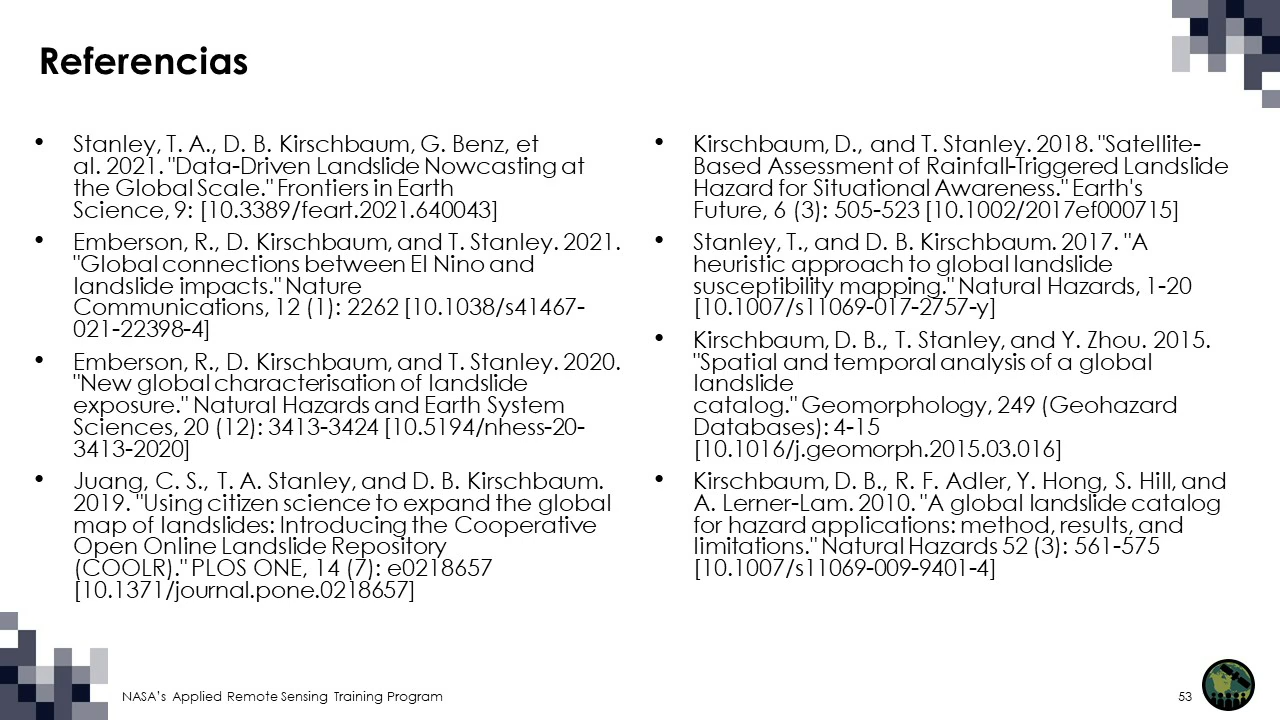 Referencias
• Stanley, T. A., D. B. Kirschbaum, G. Benz, et
al. 2021. "Data-Driven Landslide Nowcasting at
the Global Scale." Frontiers in Earth
Science, 9: [10.3389/feart.2021.640043]
• Emberson, R., D. Kirschbaum, and T. Stanley. 2021.
"Global connections between El Nino and
landslide impacts." Nature
Communications, 12 (1): 2262 [10.1038/s41467-
021-22398-4]
• Emberson, R., D. Kirschbaum, and T. Stanley. 2020.
"New global characterisation of landslide
exposure." Natural Hazards and Earth System
Sciences, 20 (12): 3413-3424 [10.5194/nhess-20-
3413-2020]
• Juang, C. S., T. A. Stanley, and D. B. Kirschbaum.
2019. "Using citizen science to expand the global
map of landslides: Introducing the Cooperative
Open Online Landslide Repository
(COOLR)." PLOS ONE, 14 (7): e0218657
[10.1371/journal.pone.0218657]
• Kirschbaum, D., and T. Stanley. 2018. "Satellite-
Based Assessment of Rainfall-Triggered Landslide
Hazard for Situational Awareness." Earth's
Future, 6 (3): 505-523 [10.1002/2017ef000715]
• Stanley, T., and D. B. Kirschbaum. 2017. "A
heuristic approach to global landslide
susceptibility mapping." Natural Hazards, 1-20
[10.1007/s11069-017-2757-y]
• Kirschbaum, D. B., T. Stanley, and Y. Zhou. 2015.
"Spatial and temporal analysis of a global
landslide
catalog." Geomorphology, 249 (Geohazard
Databases): 4-15
[10.1016/j.geomorph.2015.03.016]
• Kirschbaum, D. B., R. F. Adler, Y. Hong, S. Hill, and
A. Lerner-Lam. 2010. "A global landslide catalog
for hazard applications: method, results, and
limitations." Natural Hazards 52 (3): 561-575
[10.1007/s11069-009-9401-4]
NASA's Applied Remote Sensing Training Program
53